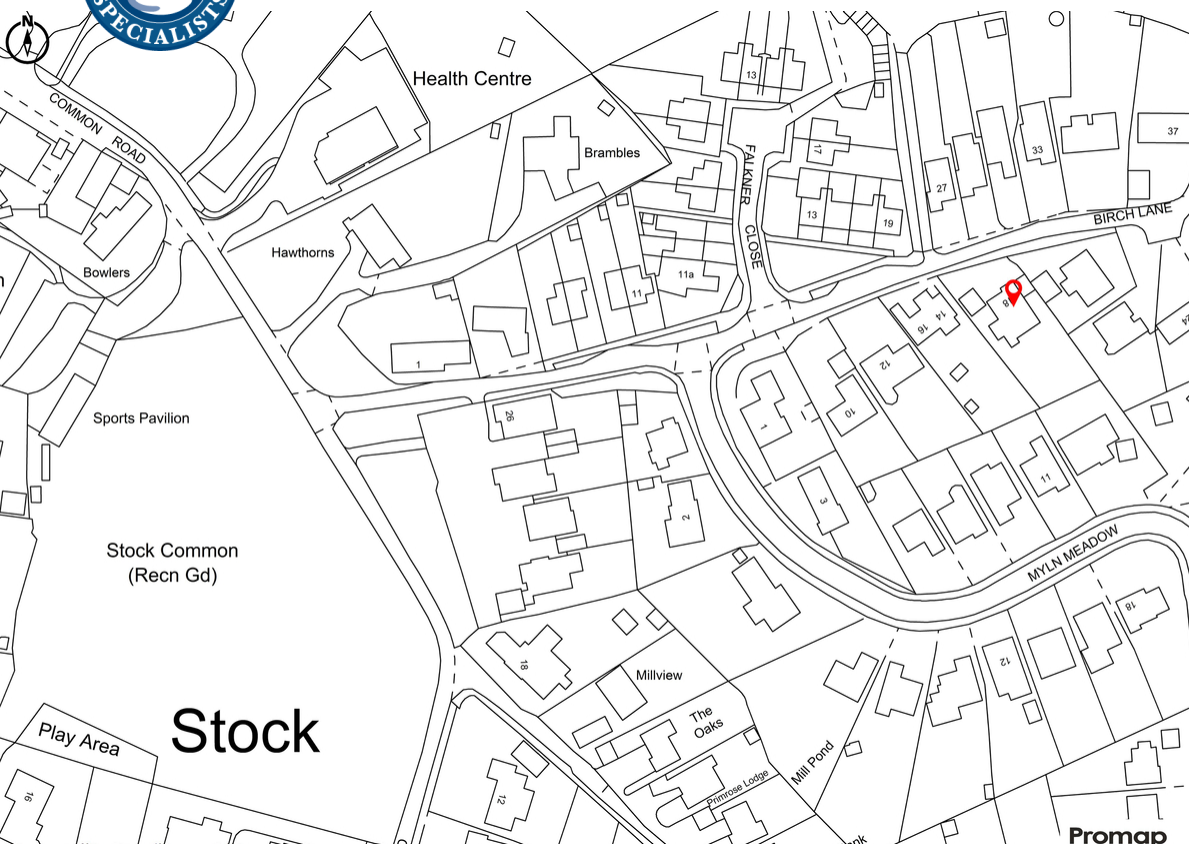 SPECIALISTS
N
COMMON ROAD
Health Centre
Brambles
Hawthorns
Bowlers
FALKNER CLOSE
13
17
13
19
27
33
37
BIRCH LANE
11a
11
1
8
14
16
12
10
24
Sports Pavilion
26
1
3
2
11
Stock Common
(Recn Gd)
MYLN MEADOW
18
12
18
Millview
The
Oaks
Stock
Play Area
Mill Pond
Primrose Lodge
16
12
Promap